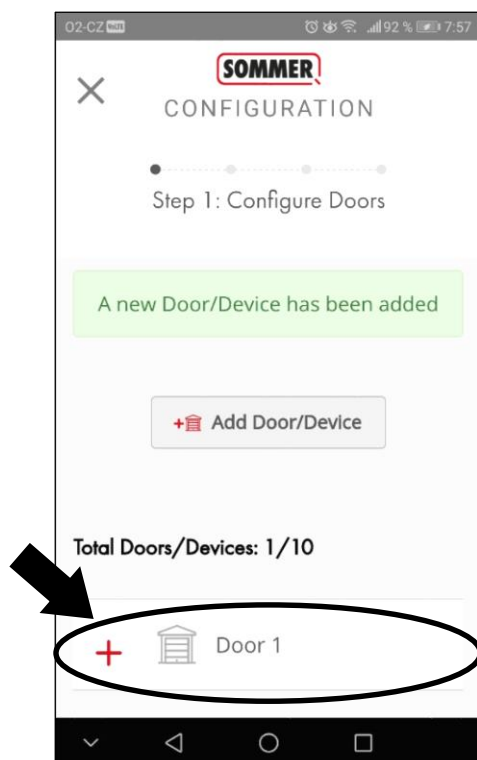 O2-CZ VoLTE 92 % 7:57
SOMMER
CONFIGURATION
Step 1: Configure Doors
A new Door/Device has been added
+ Add Door/Device
Total Doors/Devices: 1/10
+ Door 1